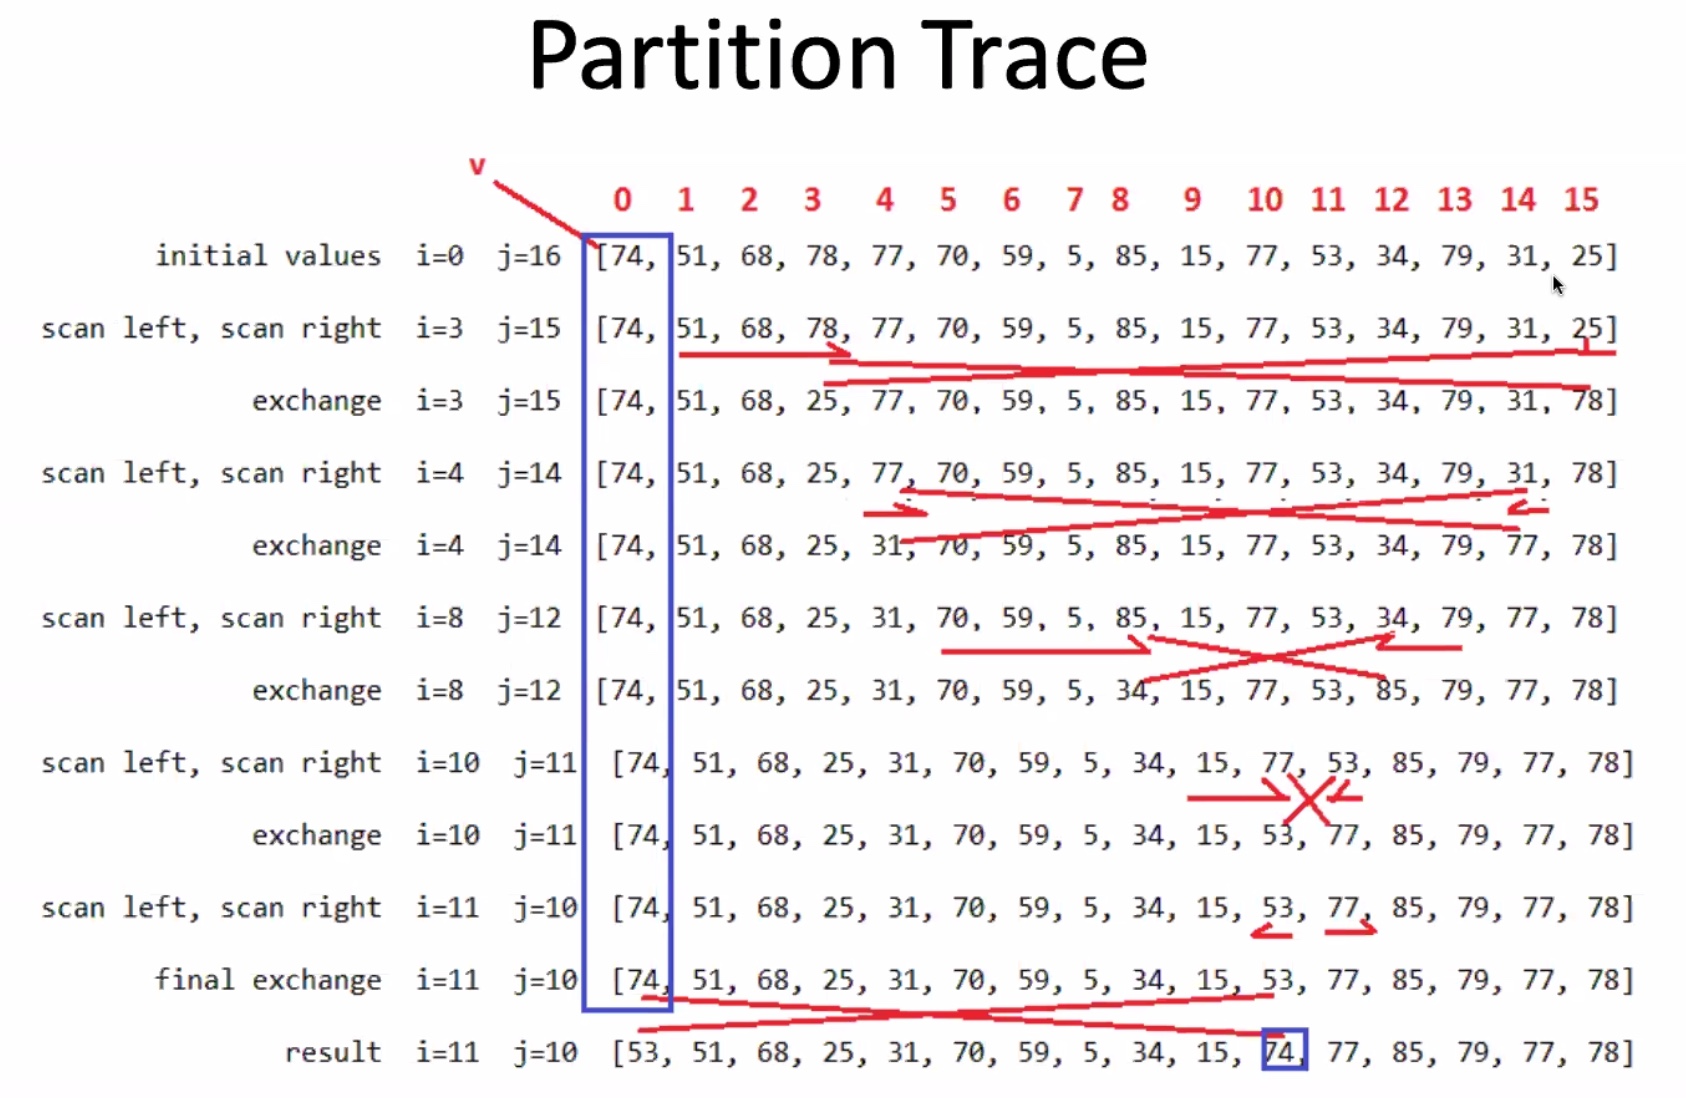 Partition Trace
v
0 1 2 3 4 5 6 7 8 9 10 11 12 13 14 15
initial values i=0 j=16 [74, 51, 68, 78, 77, 70, 59, 5, 85, 15, 77, 53, 34, 79, 31, 25]
scan left, scan right i=3 j=15 [74, 51, 68, 78, 77, 70, 59, 5, 85, 15, 77, 53, 34, 79, 31, 25]
exchange i=3 j=15 [74, 51, 68, 25, 77, 70, 59, 5, 85, 15, 77, 53, 34, 79, 31, 78]
scan left, scan right i=4 j=14 [74, 51, 68, 25, 77, 70, 59, 5, 85, 15, 77, 53, 34, 79, 31, 78]
exchange i=4 j=14 [74, 51, 68, 25, 31, 70, 59, 5, 85, 15, 77, 53, 34, 79, 77, 78]
scan left, scan right i=8 j=12 [74, 51, 68, 25, 31, 70, 59, 5, 85, 15, 77, 53, 34, 79, 77, 78]
exchange i=8 j=12 [74, 51, 68, 25, 31, 70, 59, 5, 34, 15, 77, 53, 85, 79, 77, 78]
scan left, scan right i=10 j=11 [74, 51, 68, 25, 31, 70, 59, 5, 34, 15, 77, 53, 85, 79, 77, 78]
exchange i=10 j=11 [74, 51, 68, 25, 31, 70, 59, 5, 34, 15, 53, 77, 85, 79, 77, 78]
scan left, scan right i=11 j=10 [74, 51, 68, 25, 31, 70, 59, 5, 34, 15, 53, 77, 85, 79, 77, 78]
final exchange i=11 j=10 [74, 51, 68, 25, 31, 70, 59, 5, 34, 15, 53, 77, 85, 79, 77, 78]
result i=11 j=10 [53, 51, 68, 25, 31, 70, 59, 5, 34, 15, 74, 77, 85, 79, 77, 78]